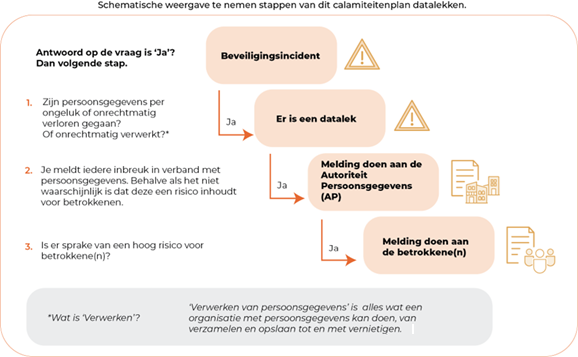 Schematische weergave te nemen stappen van dit calamiteitenplan datalekken.
Antwoord op de vraag is ‘Ja’?
Dan volgende stap.
Beveiligingsincident
1. Zijn persoonsgegevens per
ongeluk of onrechtmatig
verloren gegaan?
Of onrechtmatig verwerkt?*
Ja
Er is een datalek
2. Je meldt iedere inbreuk in verband met
persoonsgegevens. Behalve als het niet
waarschijnlijk is dat deze een risico inhoudt
voor betrokkenen.
Ja
Melding doen aan de
Autoriteit
Persoonsgegevens
(AP)
3. Is er sprake van een hoog risico voor
betrokkene(n)?
Ja
Melding doen aan
de betrokkene(n)
*Wat is ‘Verwerken’?
‘Verwerken van persoonsgegevens’ is alles wat een
organisatie met persoonsgegevens kan doen, van
verzamelen en opslaan tot en met vernietigen.